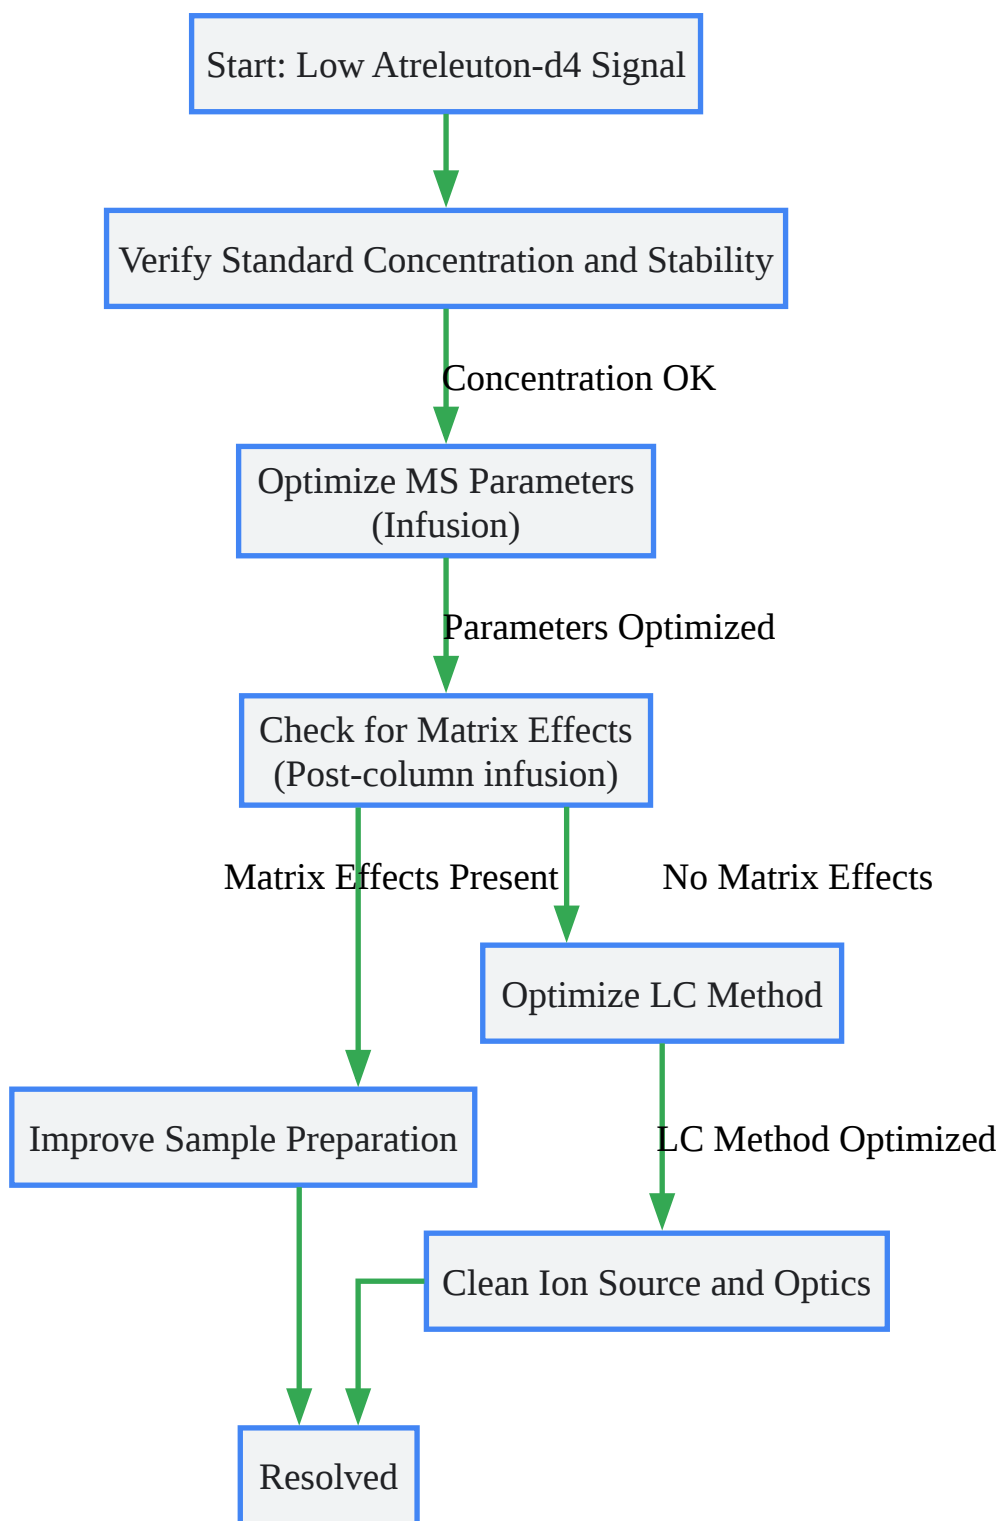 Start: Low Atreleuton-d4 Signal
Verify Standard Concentration and Stability
Concentration OK
Optimize MS Parameters
(Infusion)
Parameters Optimized
Check for Matrix Effects
(Post-column infusion)
Matrix Effects Present
No Matrix Effects
Optimize LC Method
Improve Sample Preparation
LC Method Optimized
Clean Ion Source and Optics
Resolved